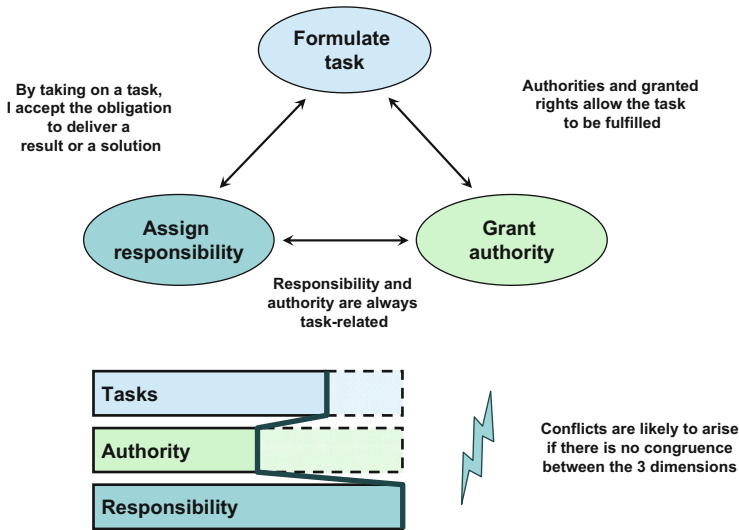 Formulate
task
By taking on a task,
I accept the obligation
to deliver a
result or a solution
Authorities and granted
rights allow the task
to be fulfilled
Assign
responsibility
Grant
authority
Responsibility and
authority are always
task-related
Tasks
Authority
Responsibility
Conflicts are likely to arise
if there is no congruence
between the 3 dimensions